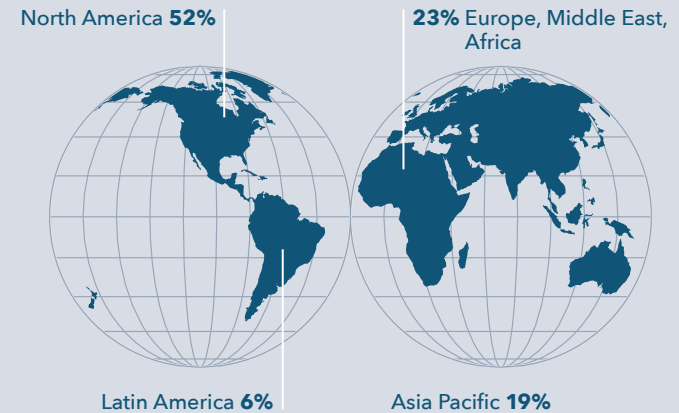 North America 52%
23% Europe, Middle East,
Africa
Latin America 6%
Asia Pacific 19%